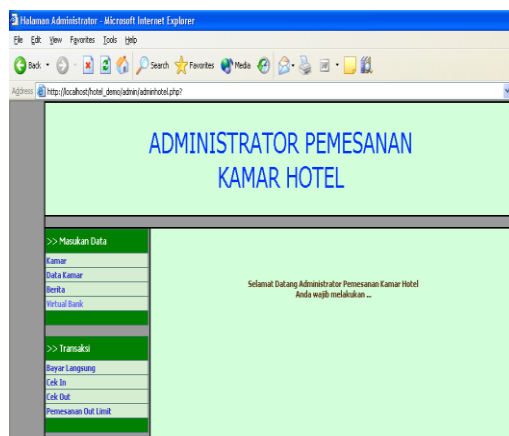 Halaman Administrator - Microsoft Internet Explorer
File Edit View Favorites Tools Help
Back Search Favorites Media
Address http://localhost/hotel_demo/admin/adminhotel.php?
ADMINISTRATOR PEMESANAN
KAMAR HOTEL
>> Masukan Data
Kamar
Data Kamar
Berita
Virtual Bank
Selamat Datang Administrator Pemesanan Kamar Hotel
Anda wajib melakukan ...
>> Transaksi
Bayar Langsung
Cek In
Cek Out
Pemesanan Out Limit